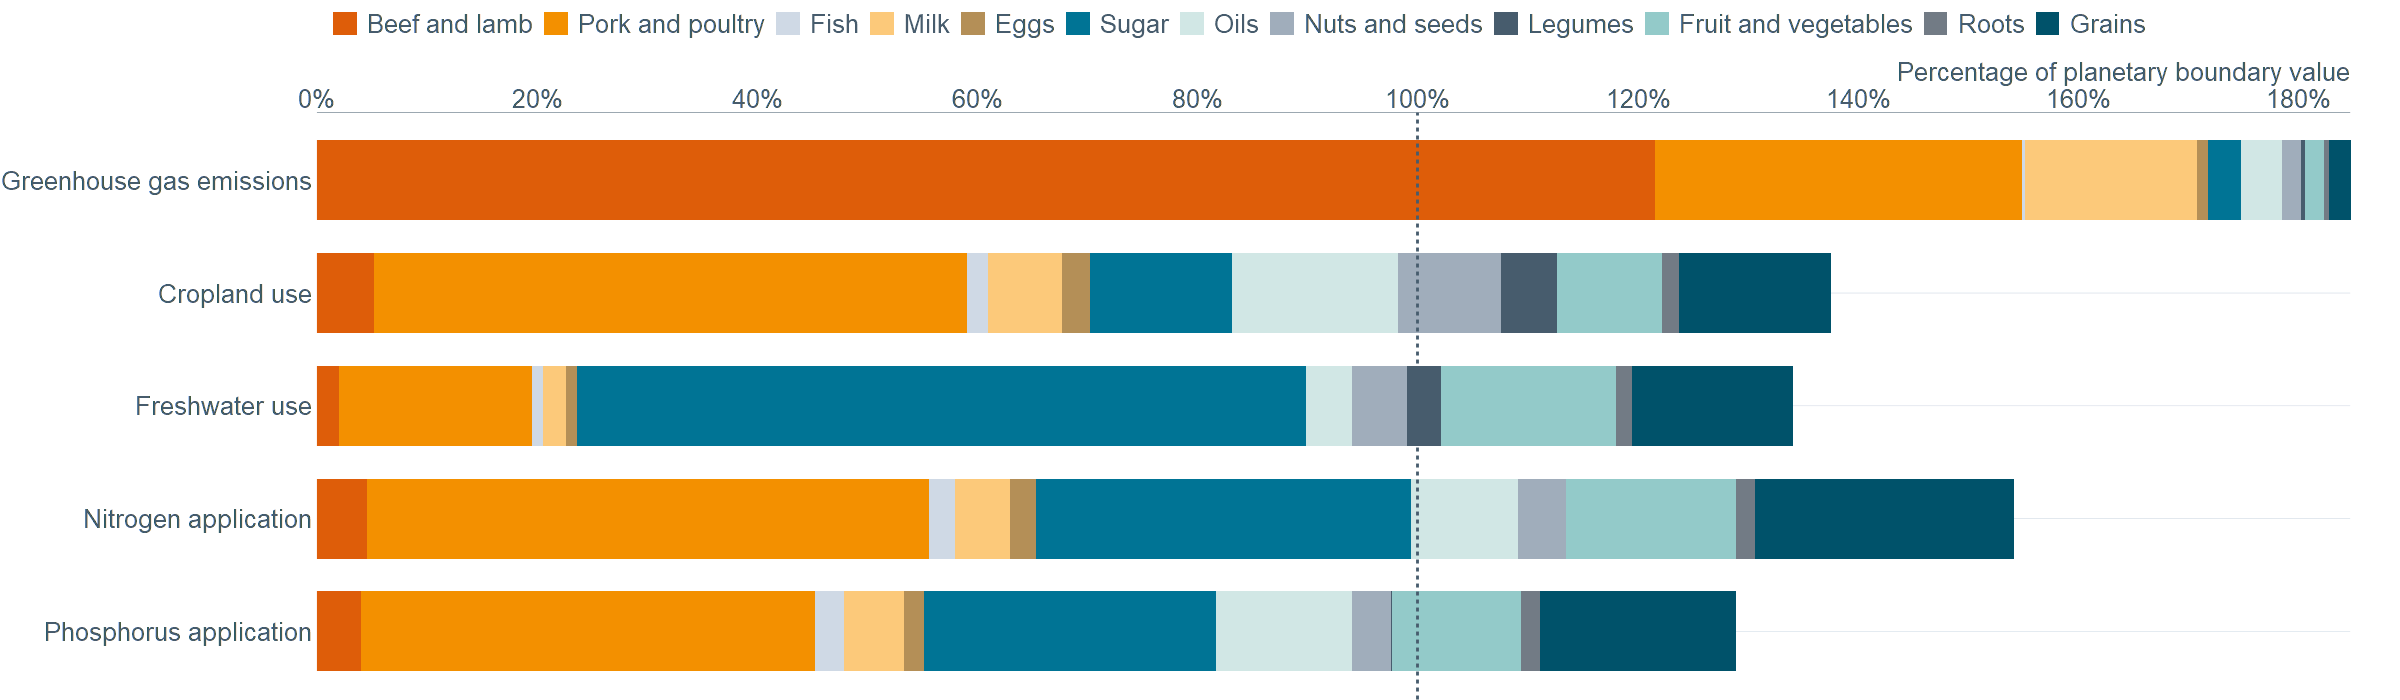 Beef and lamb Pork and poultry Fish Milk Eggs Sugar Oils Nuts and seeds Legumes Fruit and vegetables Roots Grains
Percentage of planetary boundary value
0% 20% 40% 60% 80% 100% 120% 140% 160% 180%
Greenhouse gas emissions
Cropland use
Freshwater use
Nitrogen application
Phosphorus application